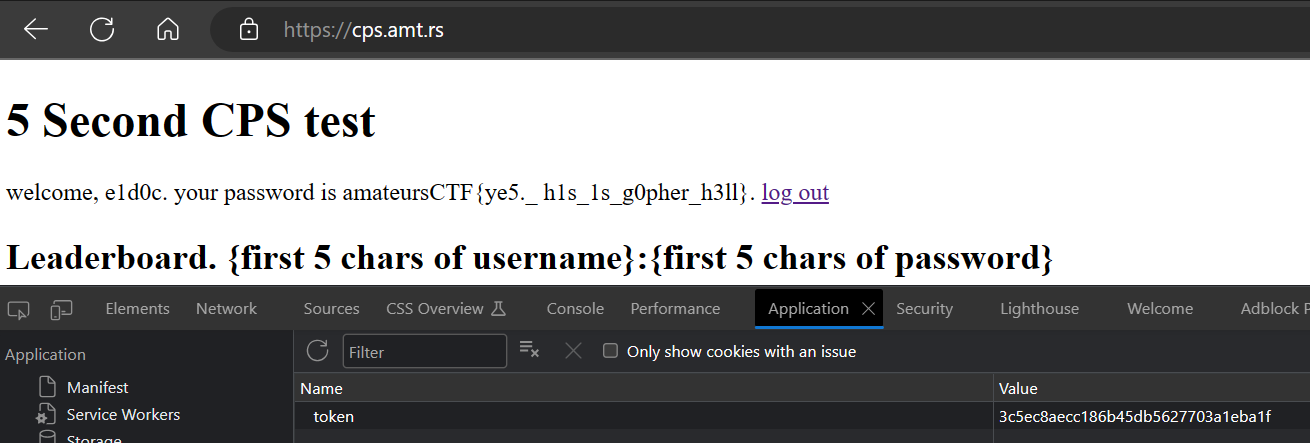 https://cps.amt.rs
5 Second CPS test
welcome, e1d0c. your password is amateursCTF{ye5._ h1s_1s_g0pher_h3ll}. log out
Leaderboard. {first 5 chars of username}:{first 5 chars of password}
Elements Network Sources CSS Overview Console Performance Application Security Lighthouse Welcome Adblock P
Application Filter Only show cookies with an issue
Name Value
Manifest
token 3c5ec8aecc186b45db5627703a1eba1f
Service Workers
Storage